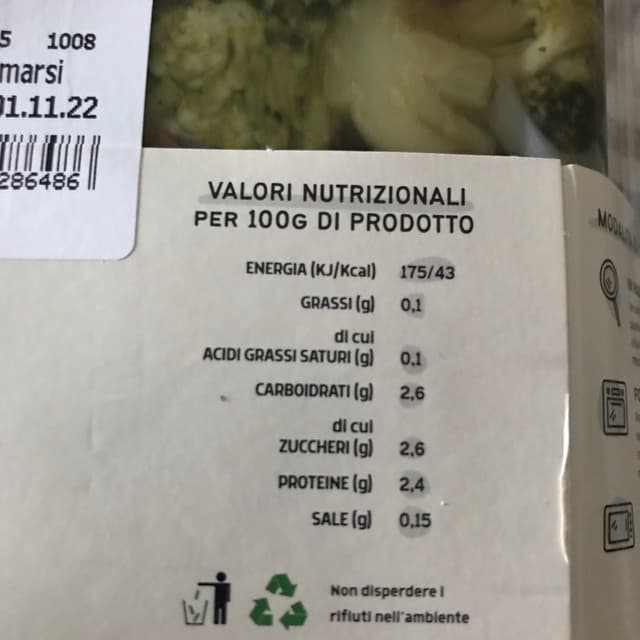 5 1008
marsi
01.11.22
286486
VALORI NUTRIZIONALI
PER 100G DI PRODOTTO
ENERGIA (KJ/Kcal) 175/43
GRASSI (g) 0,1
di cui
ACIDI GRASSI SATURI (g) 0,1
CARBOIDRATI (g) 2,6
di cui
ZUCCHERI (g) 2,6
PROTEINE (g) 2,4
SALE (g) 0,15
Non disperdere i
rifiuti nell'ambiente